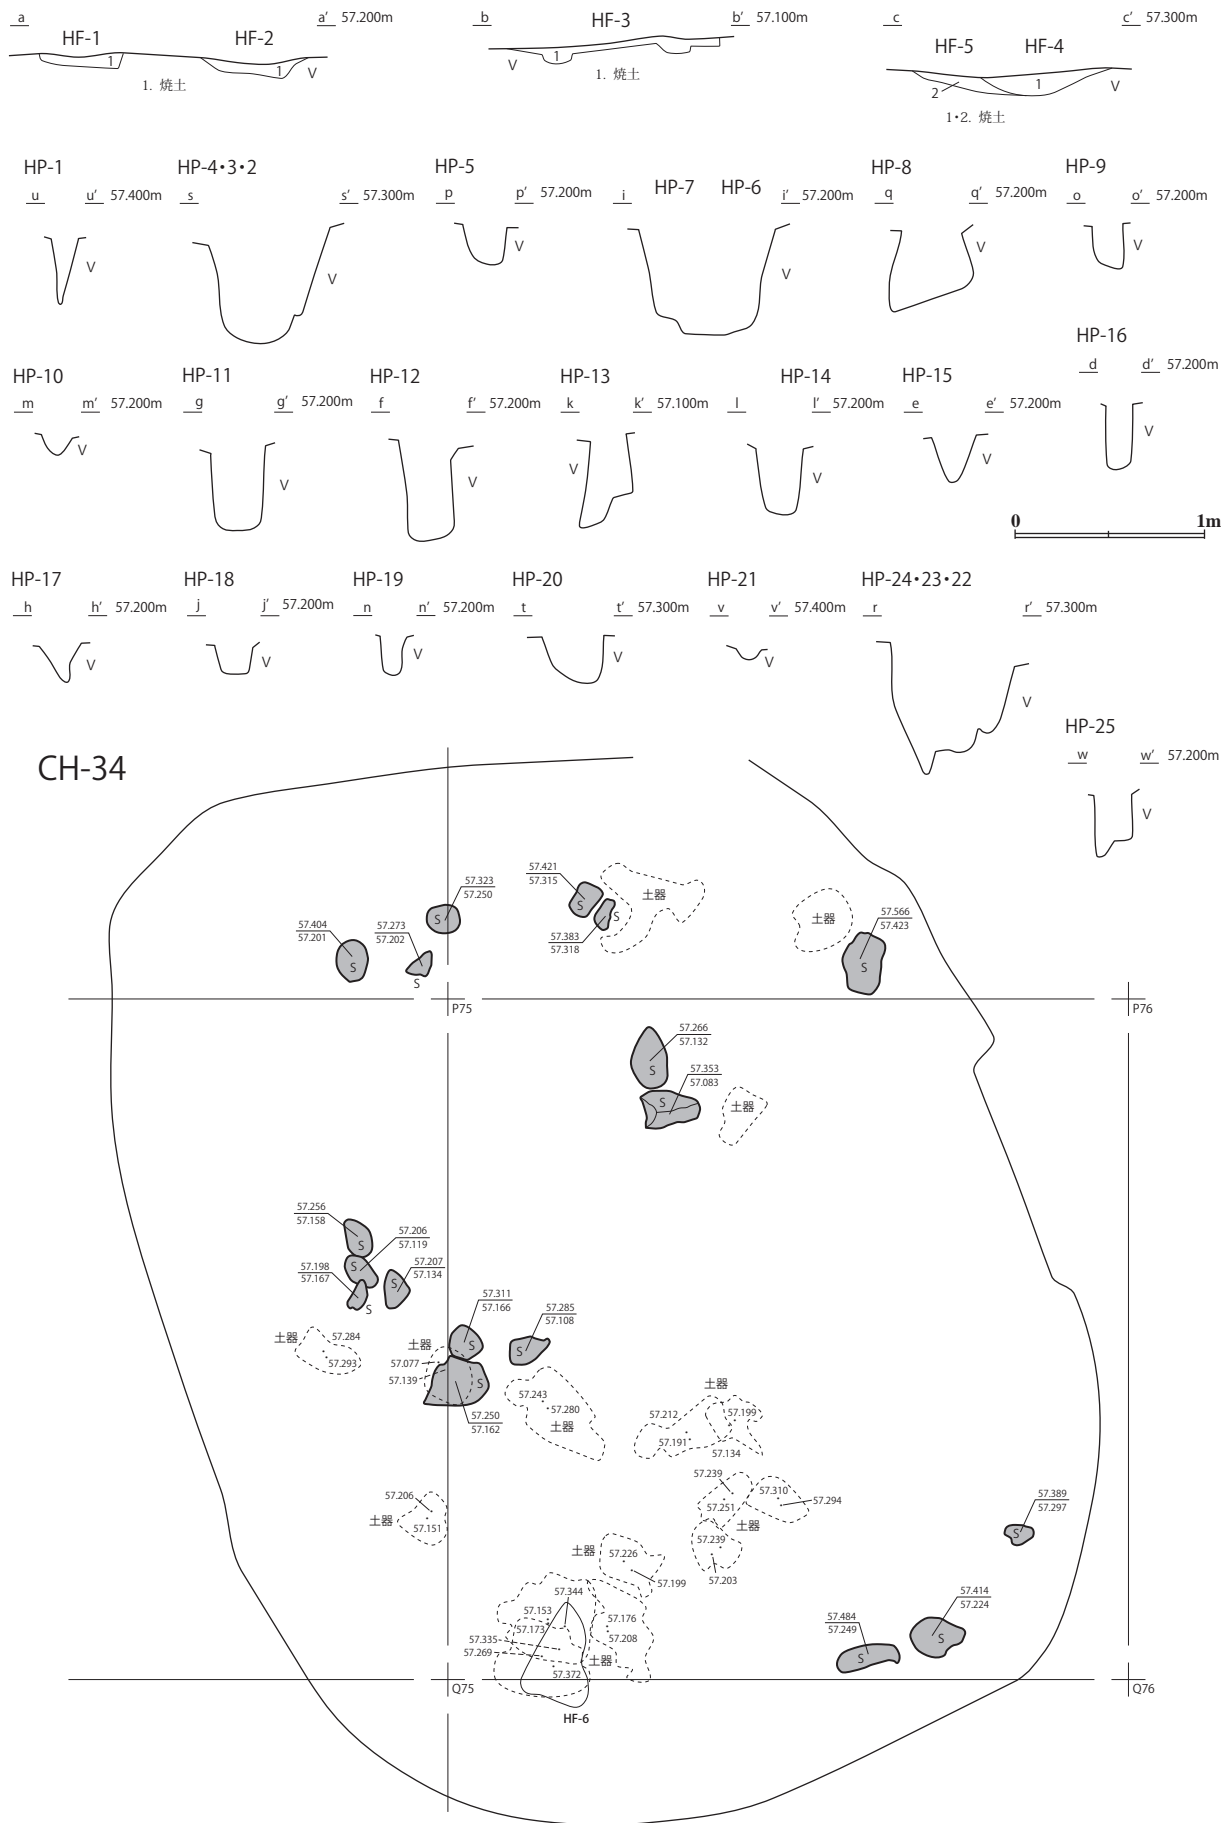 a a′ 57.200m
HF-1 HF-2
1 1 V
1. 焼土
b b′ 57.100m
HF-3
V 1
1. 焼土
c c′ 57.300m
HF-5 HF-4
2 1 V
1・2. 焼土
HP-1
u u′ 57.400m
V
HP-4・3・2
s s′ 57.300m
V
HP-5
p p′ 57.200m
V
HP-7 HP-6
i i′ 57.200m
V
HP-8
q q′ 57.200m
V
HP-9
o o′ 57.200m
V
HP-10
m m′ 57.200m
V
HP-11
g g′ 57.200m
V
HP-12
f f′ 57.200m
V
HP-13
k k′ 57.100m
V
HP-14
l l′ 57.200m
V
HP-15
e e′ 57.200m
V
HP-16
d d′ 57.200m
V
0 1m
HP-17
h h′ 57.200m
V
HP-18
j j′ 57.200m
V
HP-19
n n′ 57.200m
V
HP-20
t t′ 57.300m
V
HP-21
v v′ 57.400m
V
HP-24・23・22
r r′ 57.300m
V
HP-25
w w′ 57.200m
V
CH-34
57.323
57.250
S
57.404
57.201
S
57.273
57.202
S
57.421
57.315
S
S
57.383
57.318
土器
土器
57.566
57.423
S
P75
P76
57.266
57.132
S
57.353
57.083
S
土器
57.256
57.158
S
57.206
57.119
S
57.198
57.167
S
57.207
57.134
S
57.311
57.166
S
57.285
57.108
S
土器
57.284
57.293
土器
57.077
57.139
S
57.250
57.162
57.243
57.280
土器
土器
57.212
57.199
57.191
57.134
57.206
土器
57.151
57.239
57.310
57.294
57.251
土器
57.239
57.203
57.389
57.297
S
土器
57.226
57.199
57.344
57.153
57.173
57.176
57.335
57.208
57.269
土器
57.372
57.414
57.224
S
57.484
57.249
S
Q75
Q76
HF-6